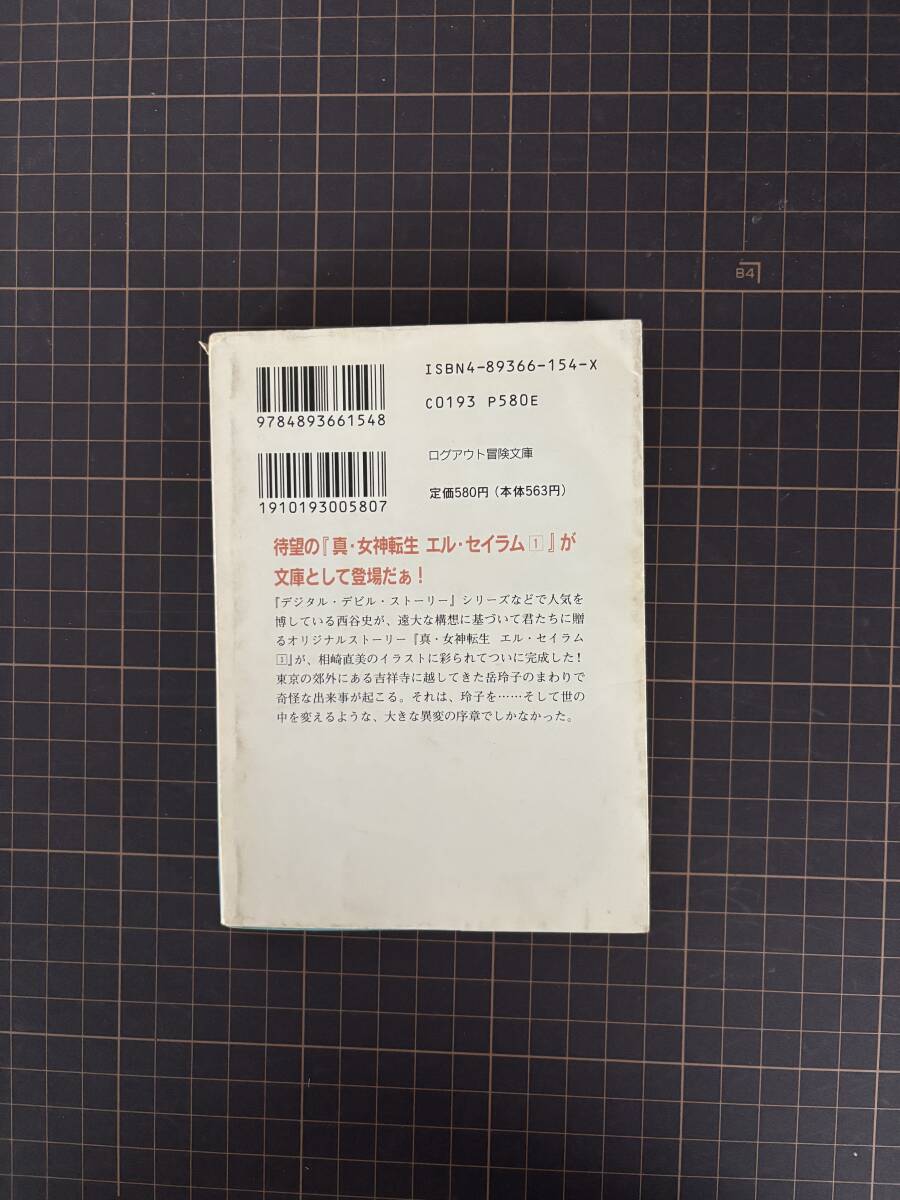 B4
ISBN4-89366-154-X
9784893661548
C0193 P580E
ログアウト冒険文庫
1910193005807
定価580円(本体563円)
待望の『真・女神転生 エル・セイラム1』が
文庫として登場だぁ!
『デジタル・デビル・ストーリー』シリーズなどで人気を
博している西谷史が、遠大な構想に基づいて君たちに贈
るオリジナルストーリー『真・女神転生 エル・セイラム
1』が、相崎直美のイラストに彩られてついに完成した!
東京の郊外にある吉祥寺に越してきた岳玲子のまわりで
奇怪な出来事が起こる。それは、玲子を……そして世の
中を変えるような、大きな異変の序章でしかなかった。